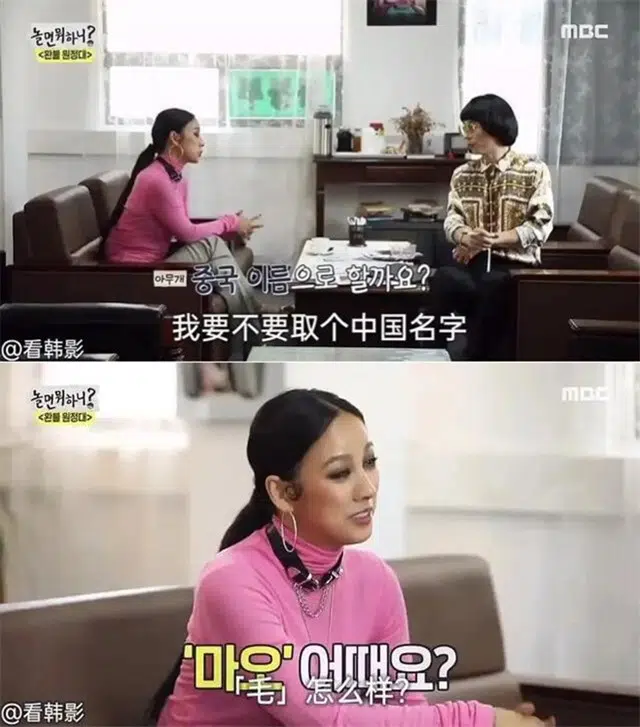 놀면뭐하니?
<환불원정대>
MBC
아무개 중국 이름으로 할까요?
我要不要取个中国名字
@看韩影
놀면뭐하니?
<환불원정대>
MBC
'마오' 어때요?
「毛」怎么样?
@看韩影